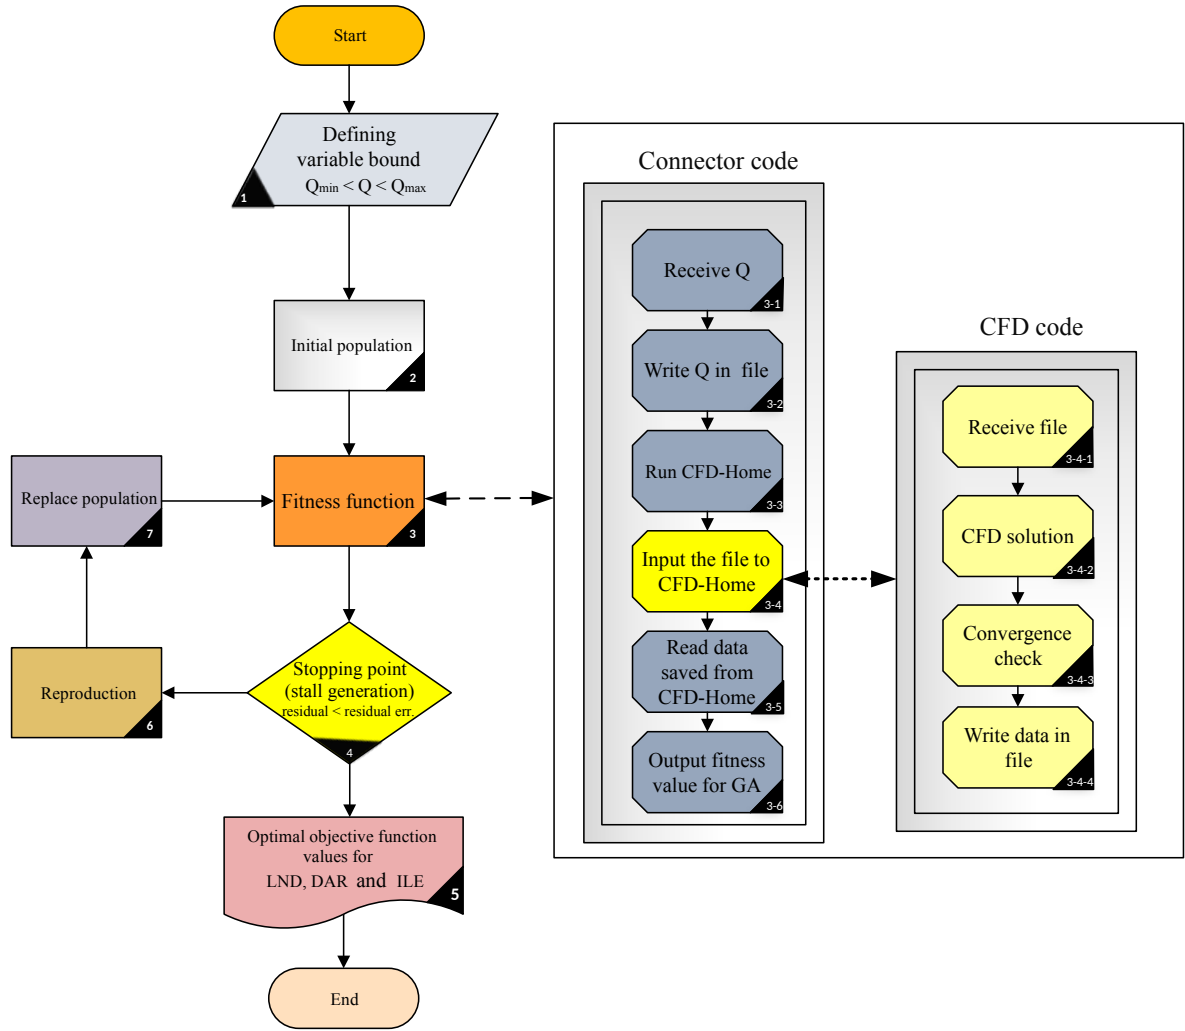 Start
Defining
variable bound
Qmin < Q < Qmax
1
Initial population
2
Replace population
7
Fitness function
3
Reproduction
6
Stopping point
(stall generation)
residual < residual err.
4
Optimal objective function
values for
LND, DAR and ILE
5
End
Connector code
Receive Q
3-1
Write Q in file
3-2
Run CFD-Home
3-3
Input the file to
CFD-Home
3-4
Read data
saved from
CFD-Home
3-5
Output fitness
value for GA
3-6
CFD code
Receive file
3-4-1
CFD solution
3-4-2
Convergence
check
3-4-3
Write data in
file
3-4-4